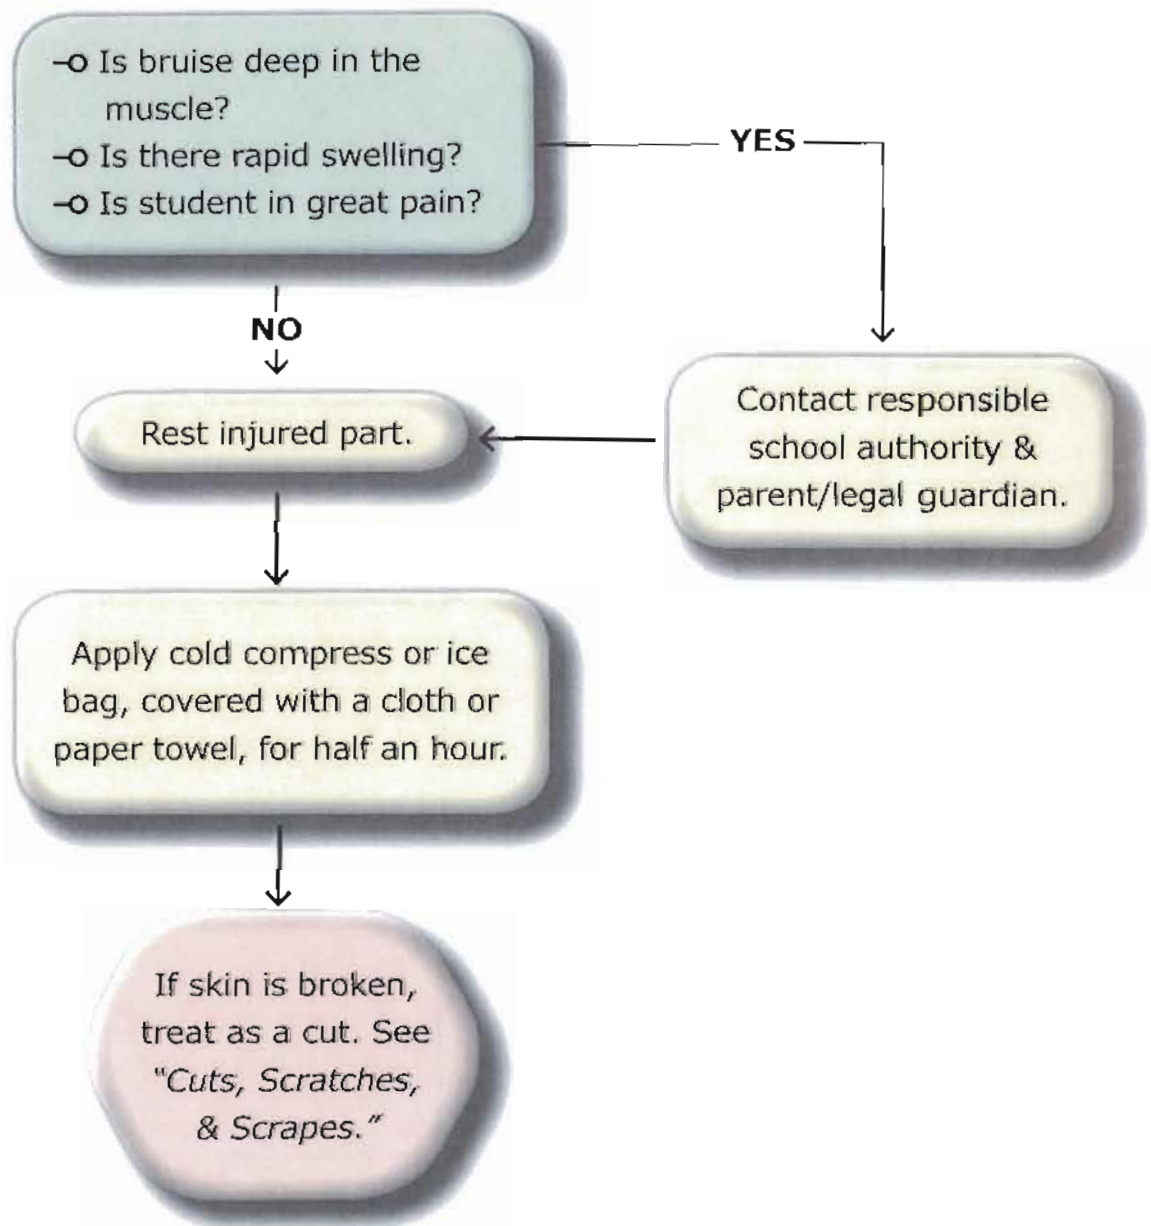 Is bruise deep in the
muscle?
Is there rapid swelling?
Is student in great pain?
YES
NO
Rest injured part.
Contact responsible
school authority &
parent/legal guardian.
Apply cold compress or ice
bag, covered with a cloth or
paper towel, for half an hour.
If skin is broken,
treat as a cut. See
"Cuts, Scratches,
& Scrapes."